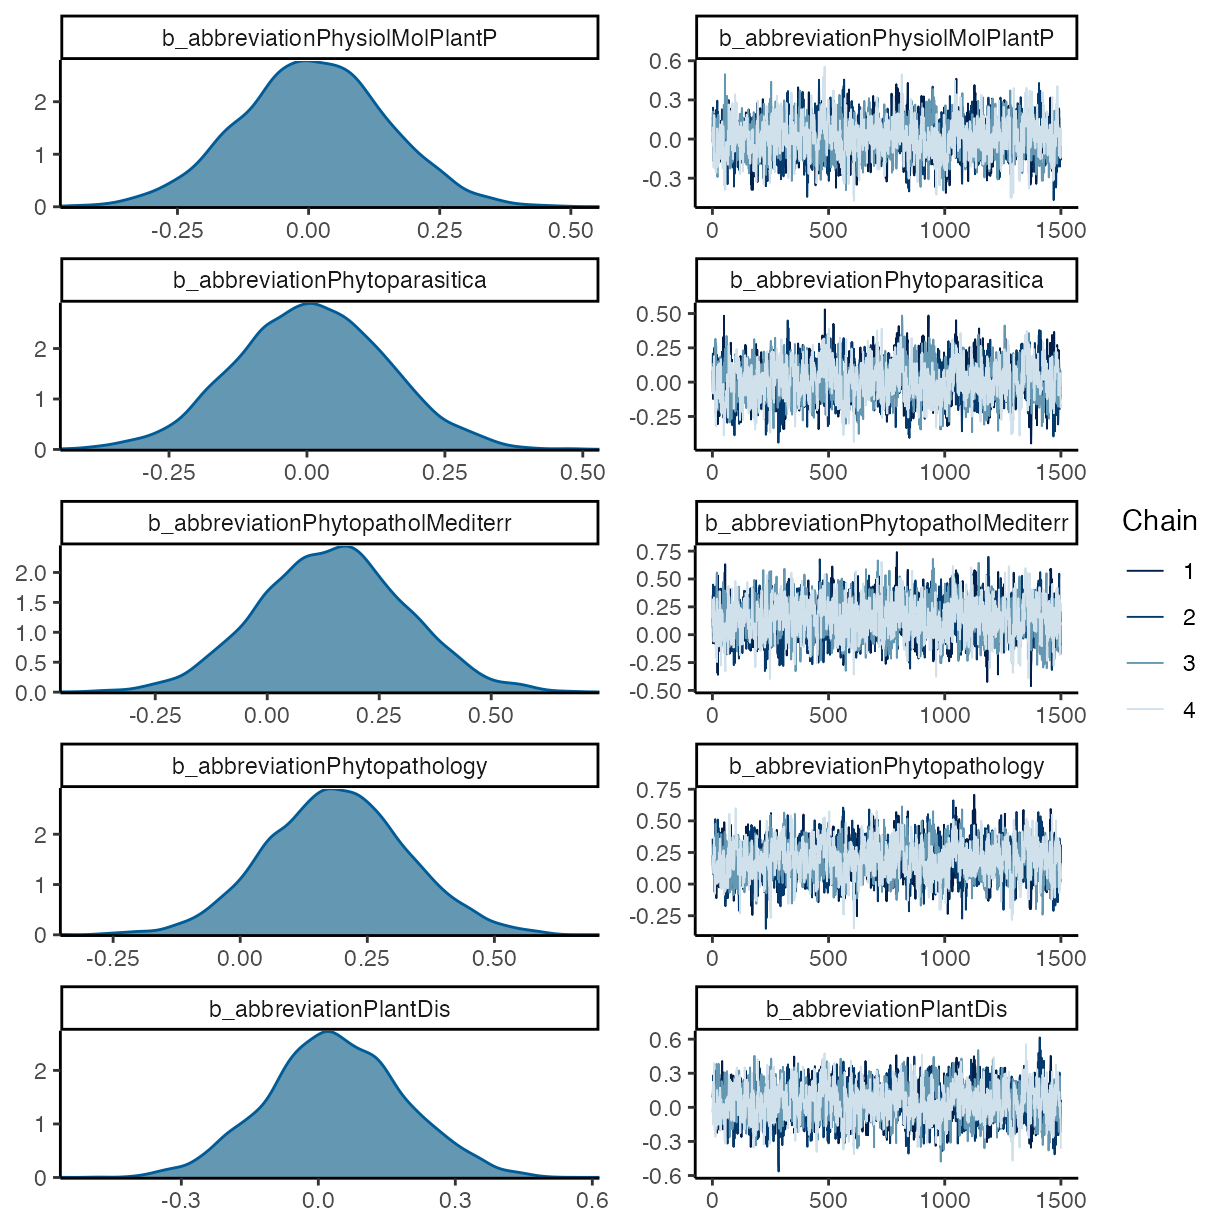 b_abbreviationPhysiolMolPlantP
2
1
0
-0.25 0.00 0.25 0.50
b_abbreviationPhysiolMolPlantP
0.6
0.3
0.0
-0.3
0 500 1000 1500
b_abbreviationPhytoparasitica
2
1
0
-0.25 0.00 0.25 0.50
b_abbreviationPhytoparasitica
0.50
0.25
0.00
-0.25
0 500 1000 1500
b_abbreviationPhytopatholMediterr
2.0
1.5
1.0
0.5
0.0
-0.25 0.00 0.25 0.50
b_abbreviationPhytopatholMediterr
0.75
0.50
0.25
0.00
-0.25
-0.50
0 500 1000 1500
b_abbreviationPhytopathology
2
1
0
-0.25 0.00 0.25 0.50
b_abbreviationPhytopathology
0.75
0.50
0.25
0.00
-0.25
0 500 1000 1500
b_abbreviationPlantDis
2
1
0
-0.3 0.0 0.3 0.6
b_abbreviationPlantDis
0.6
0.3
0.0
-0.3
-0.6
0 500 1000 1500
Chain
1
2
3
4